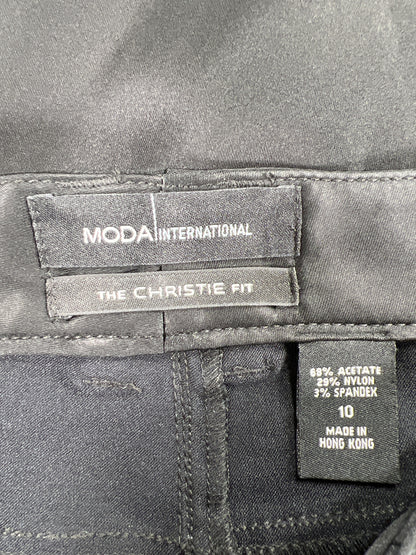 MODA INTERNATIONAL
THE CHRISTIE FIT
68% ACETATE
29% NYLON
3% SPANDEX
10
MADE IN
HONG KONG